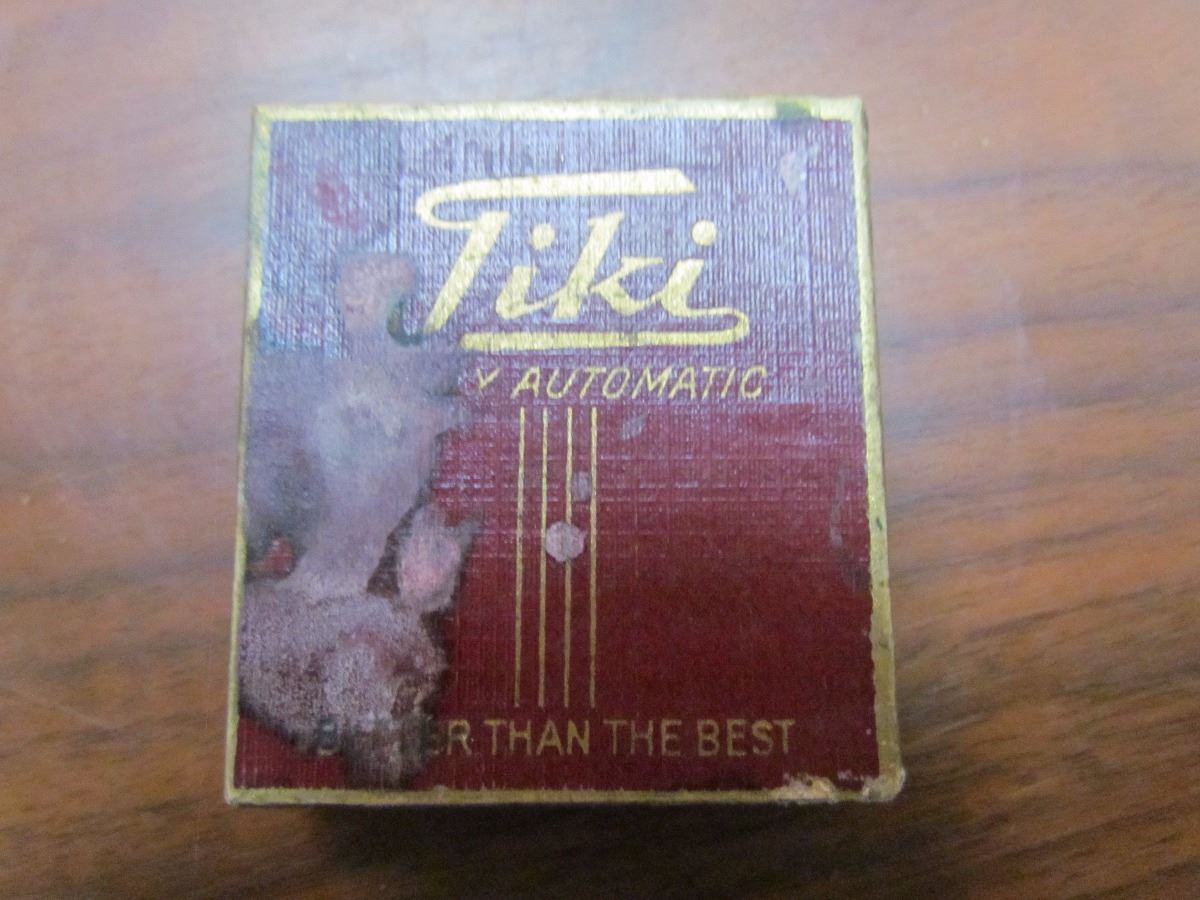 Tiki
Y AUTOMATIC
THAN THE BEST